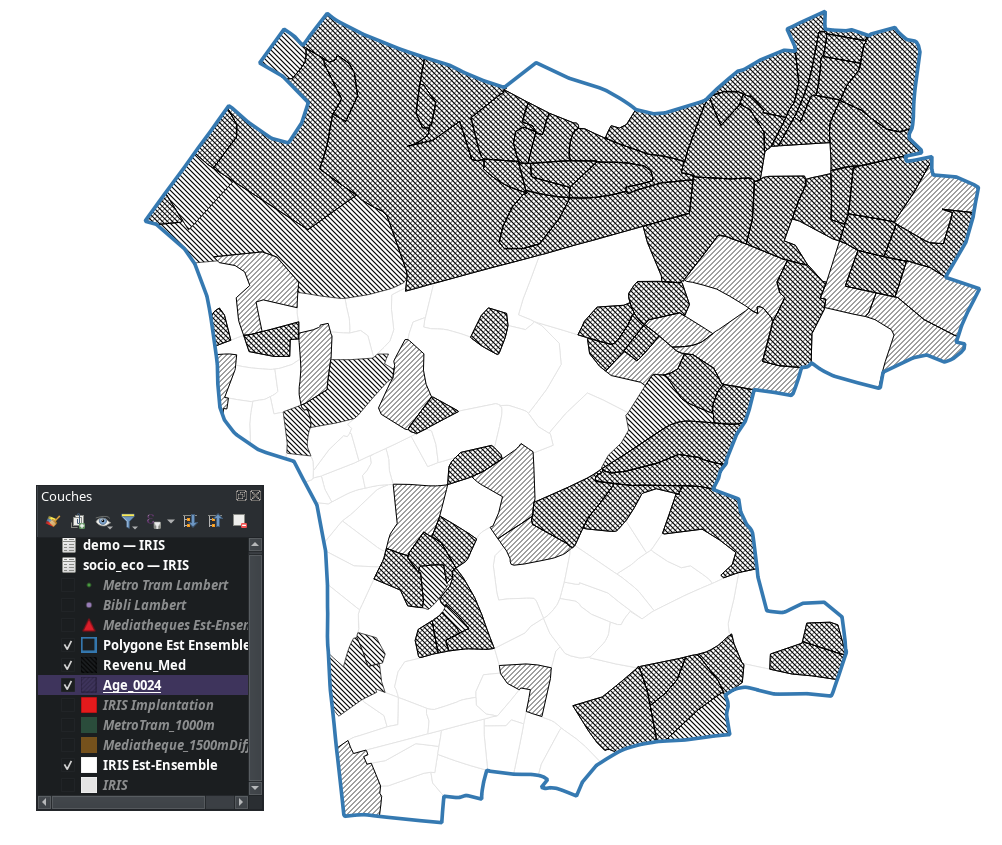 Couches
demo — IRIS
socio_eco — IRIS
Metro Tram Lambert
Bibli Lambert
Mediatheques Est-Enser
Polygone Est Ensemble
Revenu_Med
Age_0024
IRIS Implantation
MetroTram_1000m
Mediatheque_1500mDif
IRIS Est-Ensemble
IRIS